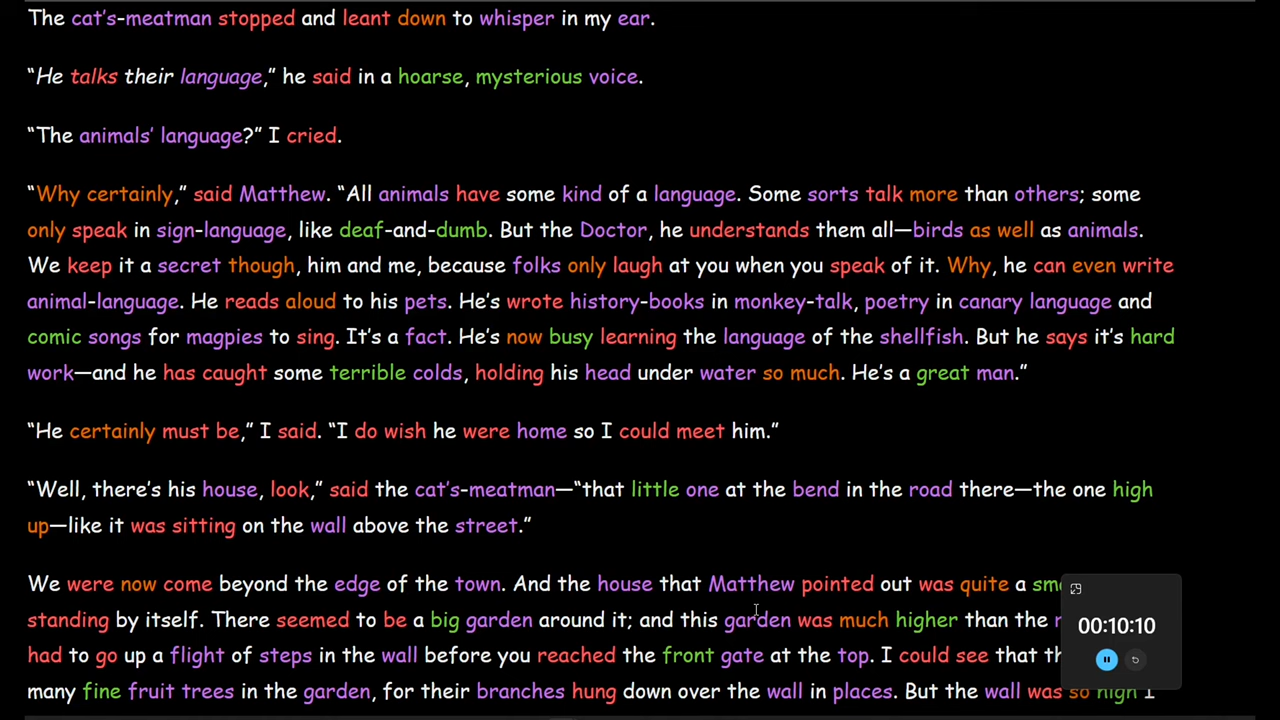 The cat's-meatman stopped and leant down to whisper in my ear.
“He talks their language,” he said in a hoarse, mysterious voice.
“The animals’ language?” I cried.
“Why certainly,” said Matthew. “All animals have some kind of a language. Some sorts talk more than others; some
only speak in sign-language, like deaf-and-dumb. But the Doctor, he understands them all—birds as well as animals.
We keep it a secret though, him and me, because folks only laugh at you when you speak of it. Why, he can even write
animal-language. He reads aloud to his pets. He’s wrote history-books in monkey-talk, poetry in canary language and
comic songs for magpies to sing. It’s a fact. He’s now busy learning the language of the shellfish. But he says it’s hard
work—and he has caught some terrible colds, holding his head under water so much. He’s a great man.”
“He certainly must be,” I said. “I do wish he were home so I could meet him.”
“Well, there’s his house, look,” said the cat’s-meatman—“that little one at the bend in the road there—the one high
up—like it was sitting on the wall above the street.”
We were now come beyond the edge of the town. And the house that Matthew pointed out was quite a
standing by itself. There seemed to be a big garden around it; and this garden was much higher than the
had to go up a flight of steps in the wall before you reached the front gate at the top. I could see that
many fine fruit trees in the garden, for their branches hung down over the wall in places. But the wall was so high I
00:10:10